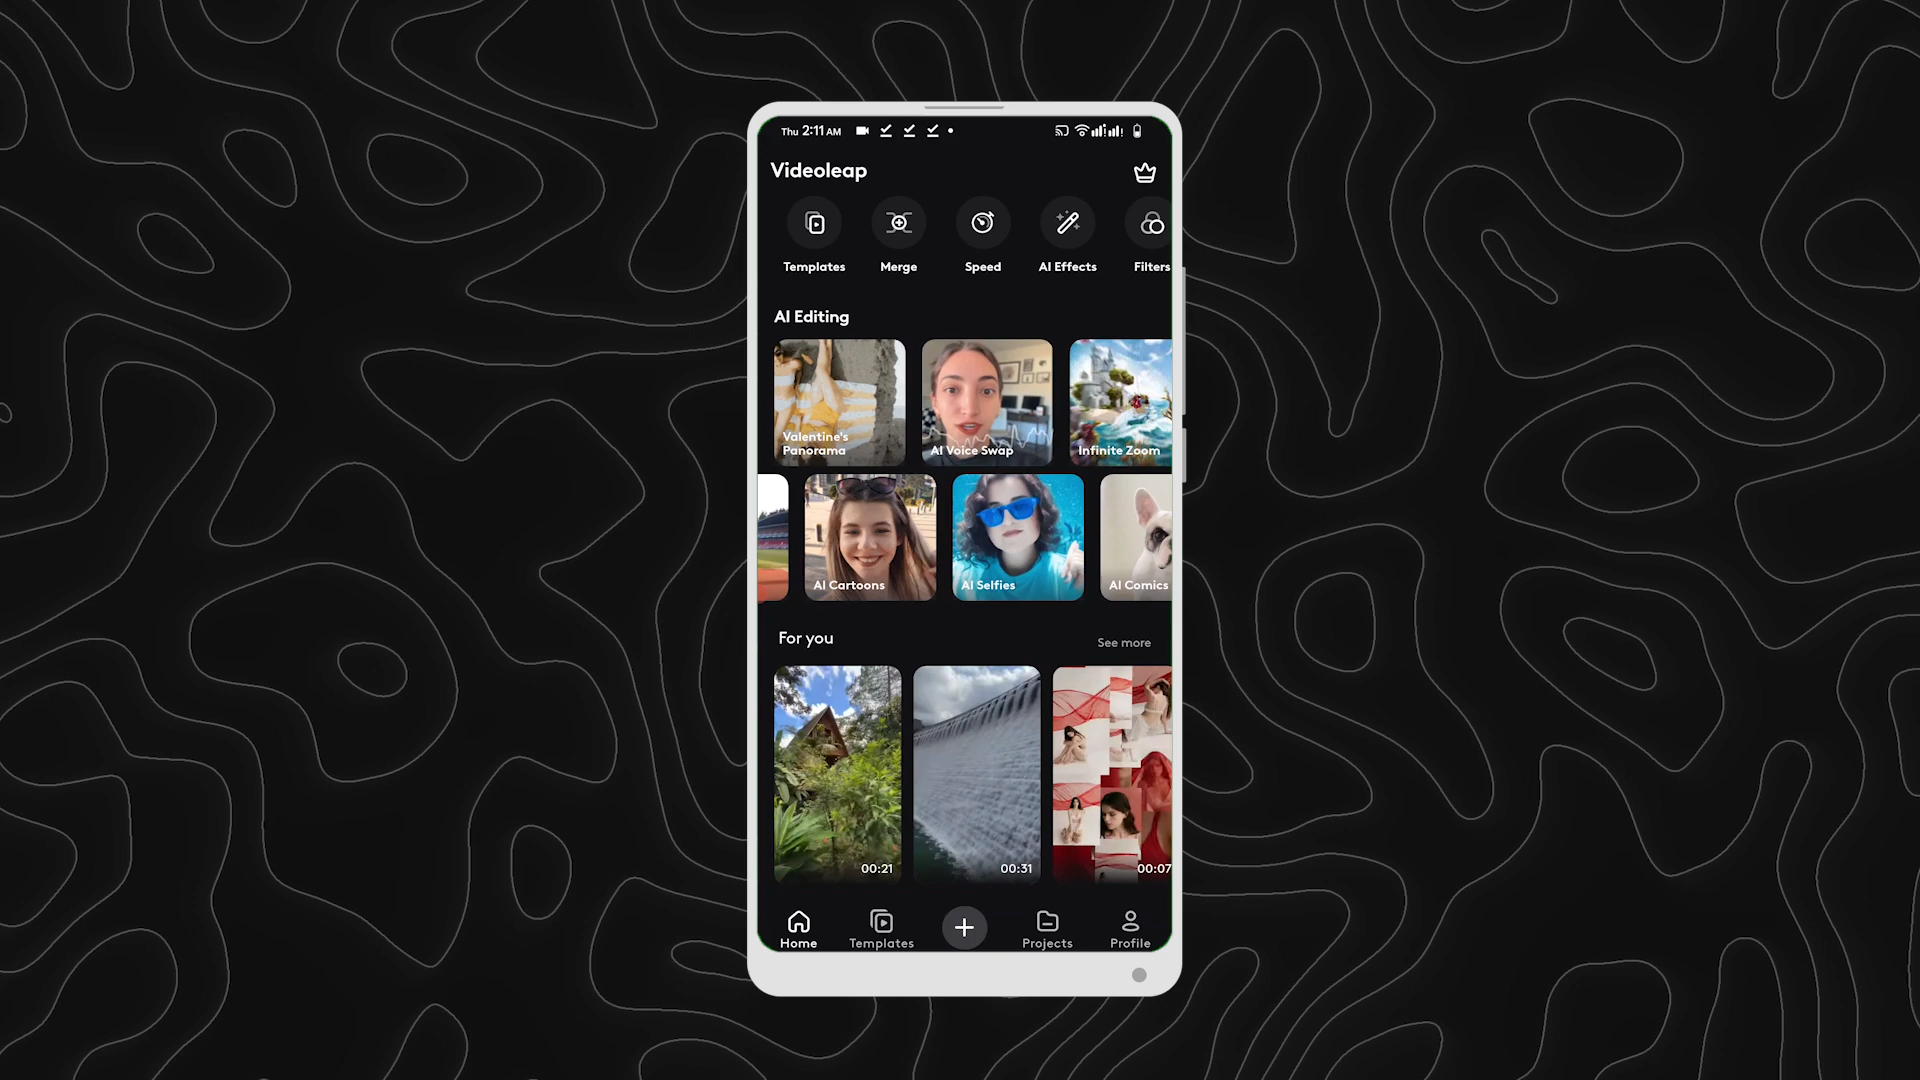 Thu 2:11 AM
Videoleap
Templates Merge Speed AI Effects Filters
AI Editing
Valentine's
Panorama
AI Voice Swap
Infinite Zoom
AI Cartoons
AI Selfies
AI Comics
For you
See more
00:21
00:31
00:07
Home Templates Projects Profile